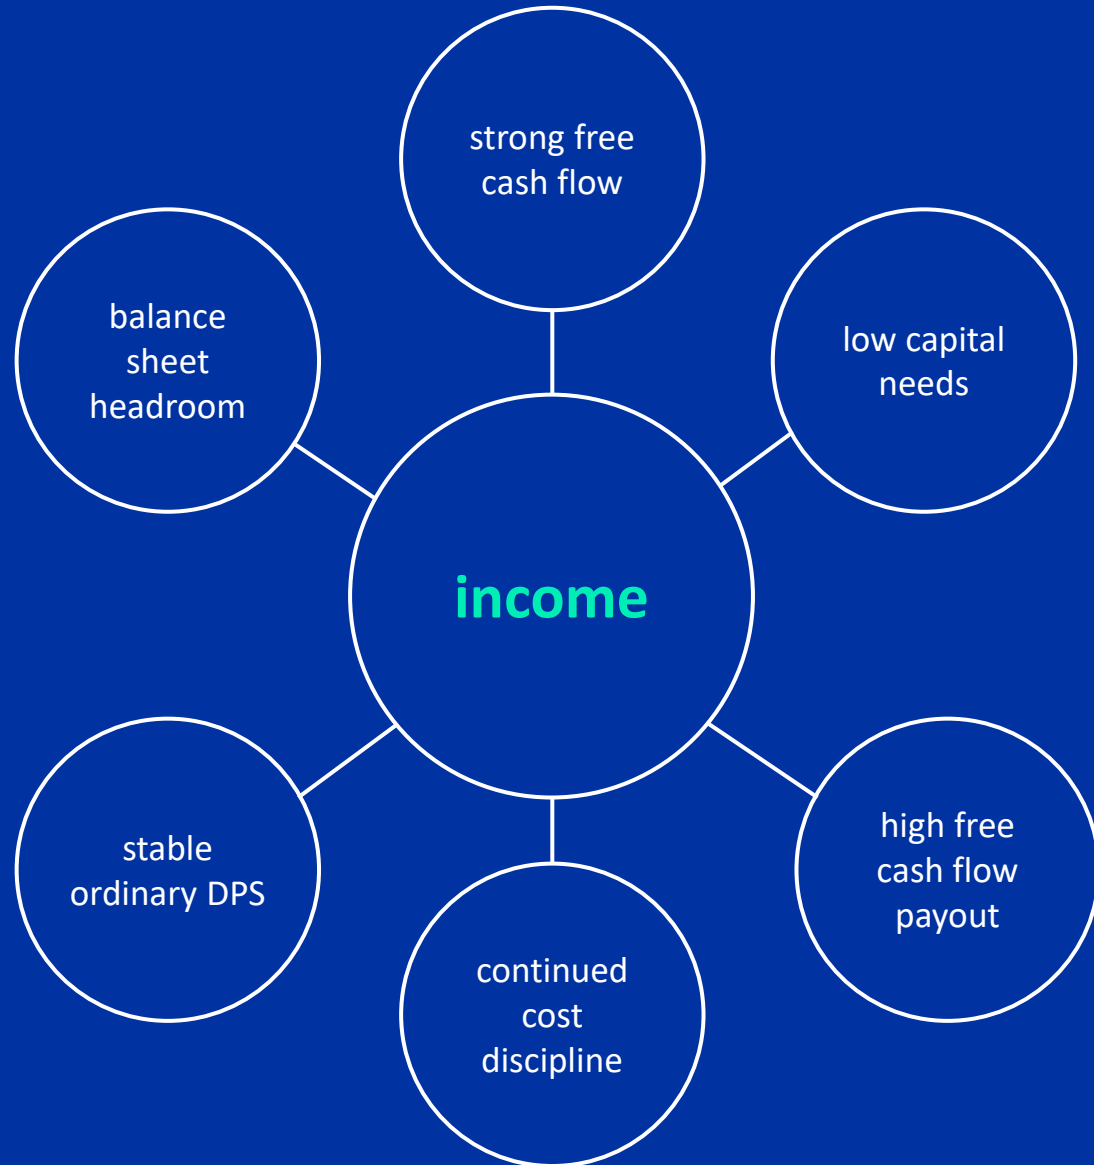 strong free
cash flow
balance
sheet
headroom
low capital
needs
income
stable
ordinary DPS
high free
cash flow
payout
continued
cost
discipline